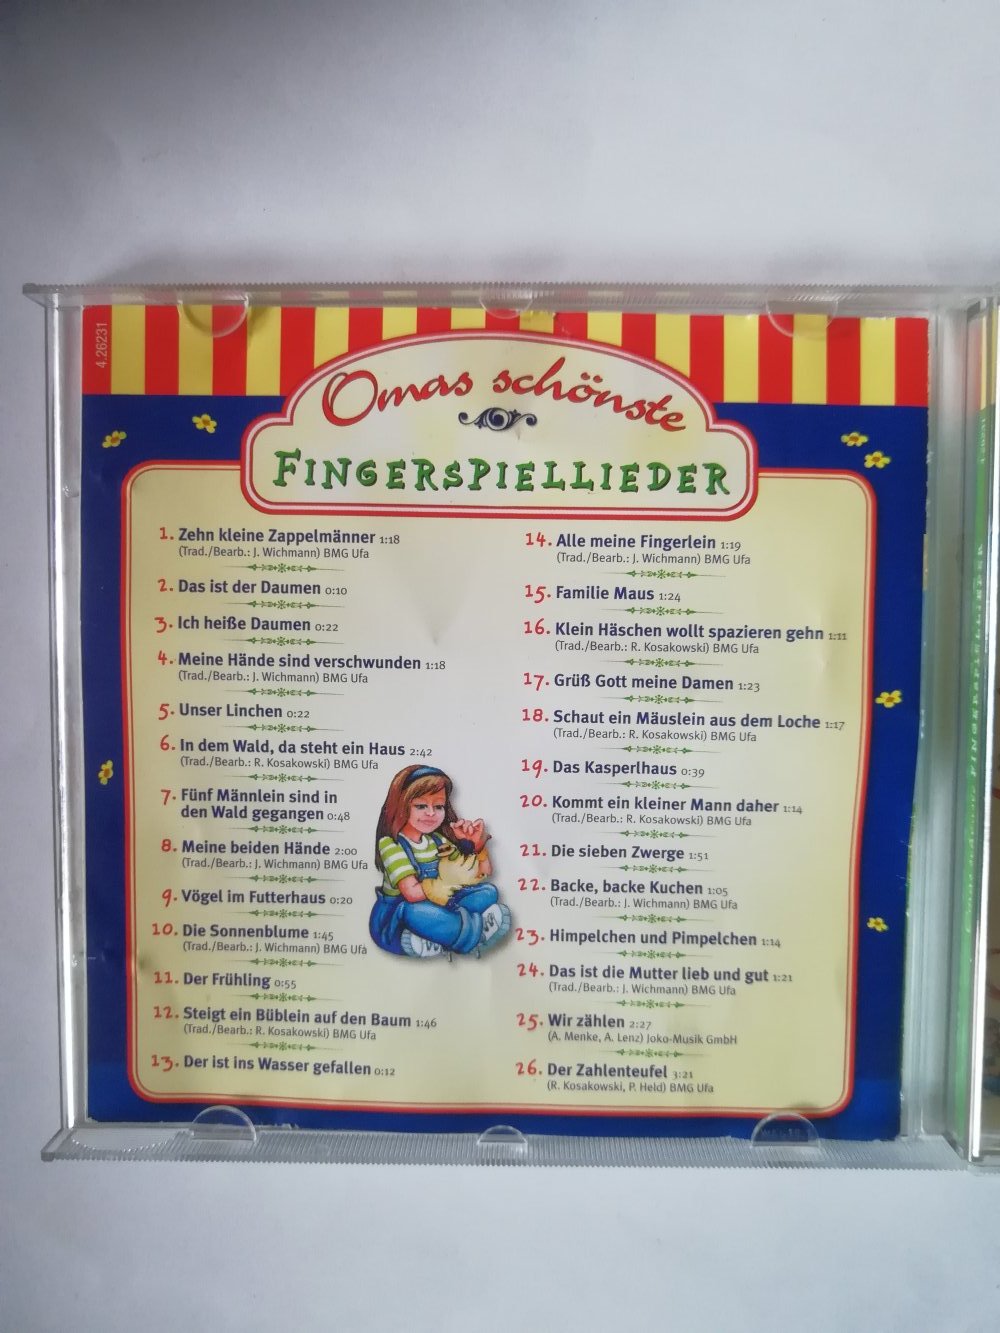 4.26231
Omas schönste
FINGERSPIELLIEDER
1. Zehn kleine Zappelmänner 1:18
(Trad./Bearb.: J. Wichmann) BMG Ufa
2. Das ist der Daumen 0:10
3. Ich heiße Daumen 0:22
4. Meine Hände sind verschwunden 1:18
(Trad./Bearb.: J. Wichmann) BMG Ufa
5. Unser Linchen 0:22
6. In dem Wald, da steht ein Haus 2:42
(Trad./Bearb.: R. Kosakowski) BMG Ufa
7. Fünf Männlein sind in
den Wald gegangen 0:48
8. Meine beiden Hände 2:00
(Trad./Bearb.: J. Wichmann) BMG Ufa
9. Vögel im Futterhaus 0:20
10. Die Sonnenblume 1:45
(Trad./Bearb.: J. Wichmann) BMG Ufa
11. Der Frühling 0:55
12. Steigt ein Büblein auf den Baum 1:46
(Trad./Bearb.: R. Kosakowski) BMG Ufa
13. Der ist ins Wasser gefallen 0:12
14. Alle meine Fingerlein 1:19
(Trad./Bearb.: J. Wichmann) BMG Ufa
15. Familie Maus 1:24
16. Klein Häschen wollt spazieren gehn 1:11
(Trad./Bearb.: R. Kosakowski) BMG Ufa
17. Grüß Gott meine Damen 1:23
18. Schaut ein Mäuslein aus dem Loche 1:17
(Trad./Bearb.: R. Kosakowski) BMG Ufa
19. Das Kasperlhaus 0:39
20. Kommt ein kleiner Mann daher 1:14
(Trad./Bearb.: R. Kosakowski) BMG Ufa
21. Die sieben Zwerge 1:51
22. Backe, backe Kuchen 1:05
(Trad./Bearb.: J. Wichmann) BMG Ufa
23. Himpelchen und Pimpelchen 1:14
24. Das ist die Mutter lieb und gut 1:21
(Trad./Bearb.: J. Wichmann) BMG Ufa
25. Wir zählen 2:27
(A. Menke, A. Lenz) Joko-Musik GmbH
26. Der Zahlenteufel 3:21
(R. Kosakowski, P. Held) BMG Ufa